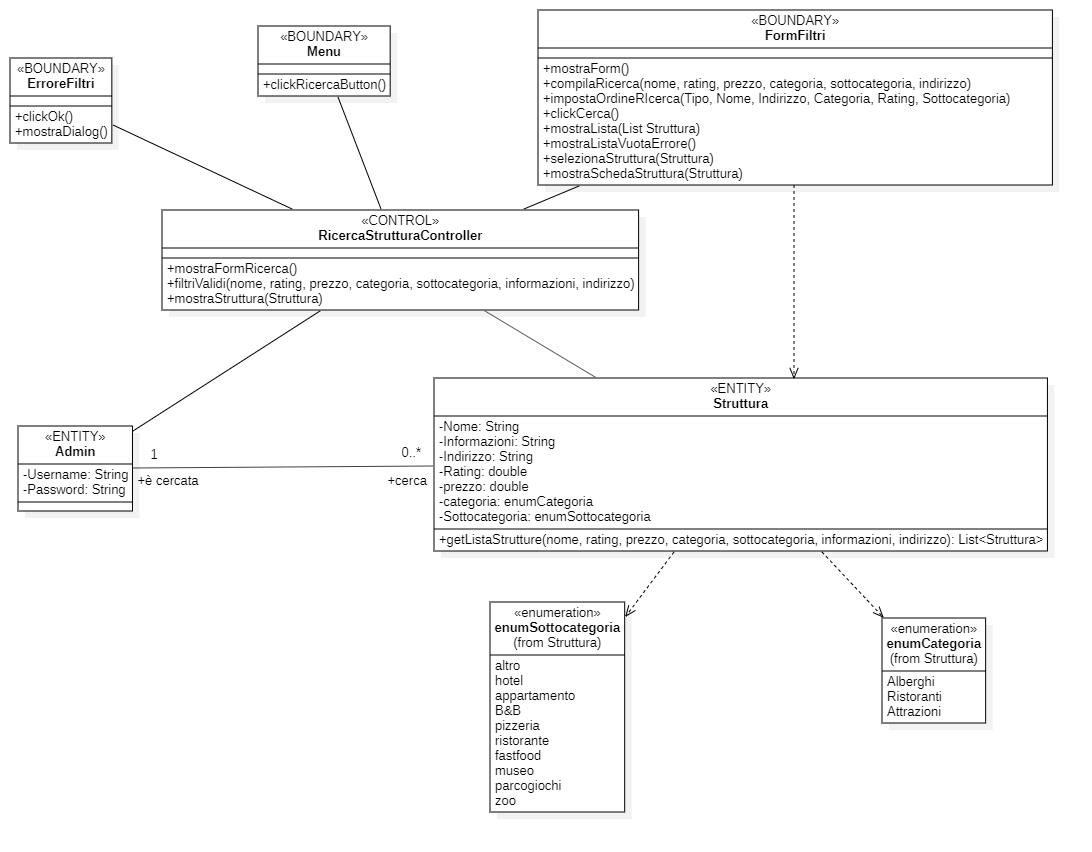 «BOUNDARY»
ErroreFiltri
+clickOk()
+mostraDialog()
«BOUNDARY»
Menu
+clickRicercaButton()
«BOUNDARY»
FormFiltri
+mostraForm()
+compilaRicerca(nome, rating, prezzo, categoria, sottocategoria, indirizzo)
+impostaOrdineRIcerca(Tipo, Nome, Indirizzo, Categoria, Rating, Sottocategoria)
+clickCerca()
+mostraLista(List Struttura)
+mostraListaVuotaErrore()
+selezionaStruttura(Struttura)
+mostraSchedaStruttura(Struttura)
«CONTROL»
RicercaStrutturaController
+mostraFormRicerca()
+filtriValidi(nome, rating, prezzo, categoria, sottocategoria, informazioni, indirizzo)
+mostraStruttura(Struttura)
«ENTITY»
Admin
-Username: String
-Password: String
1
+è cercata
0..*
+cerca
«ENTITY»
Struttura
-Nome: String
-Informazioni: String
-Indirizzo: String
-Rating: double
-prezzo: double
-categoria: enumCategoria
-Sottocategoria: enumSottocategoria
+getListaStrutture(nome, rating, prezzo, categoria, sottocategoria, informazioni, indirizzo): List<Struttura>
«enumeration»
enumSottocategoria
(from Struttura)
altro
hotel
appartamento
B&B
pizzeria
ristorante
fastfood
museo
parcogiochi
zoo
«enumeration»
enumCategoria
(from Struttura)
Alberghi
Ristoranti
Attrazioni